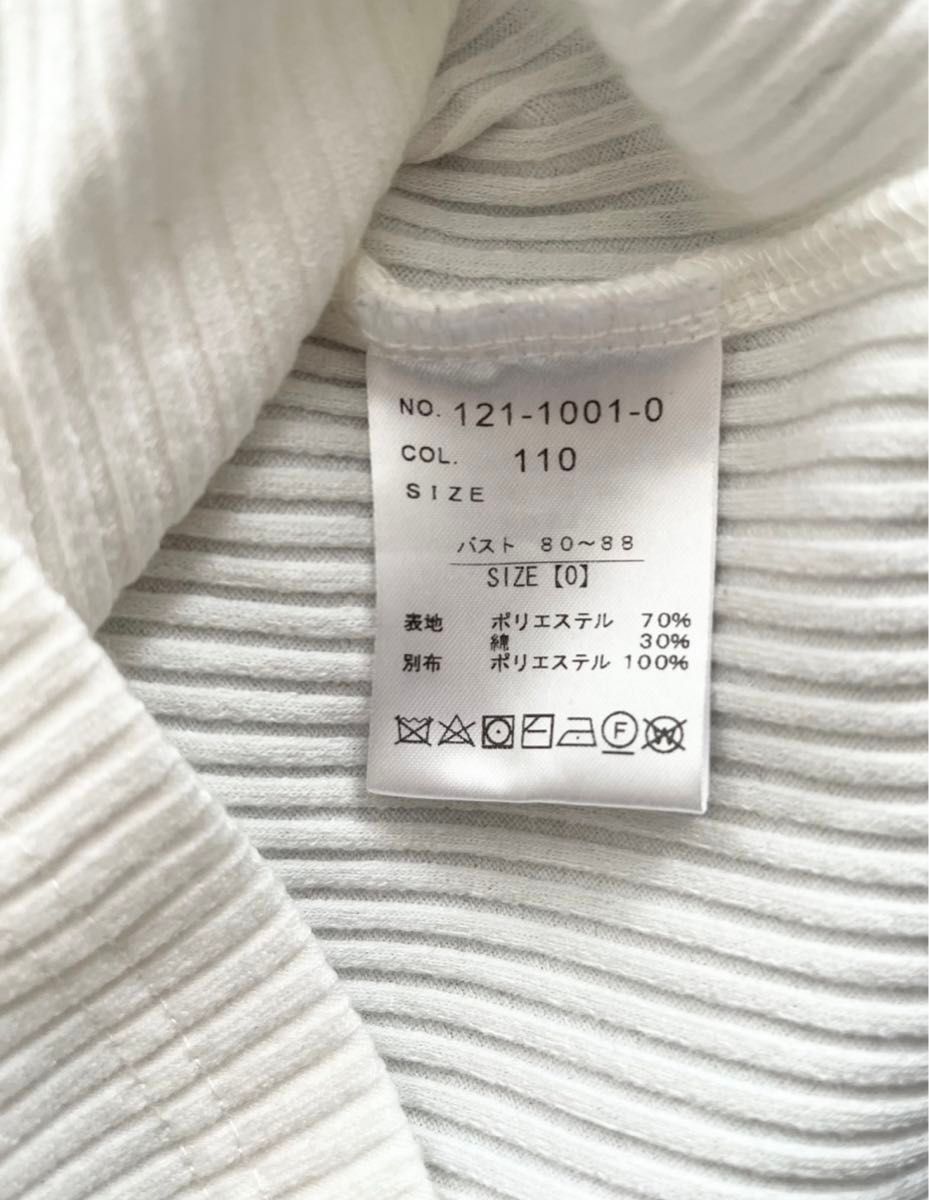 NO. 121-1001-0
COL. 110
SIZE
バスト 80〜88
SIZE【0】
表地 ポリエステル 70%
綿 30%
別布 ポリエステル 100%
F
W